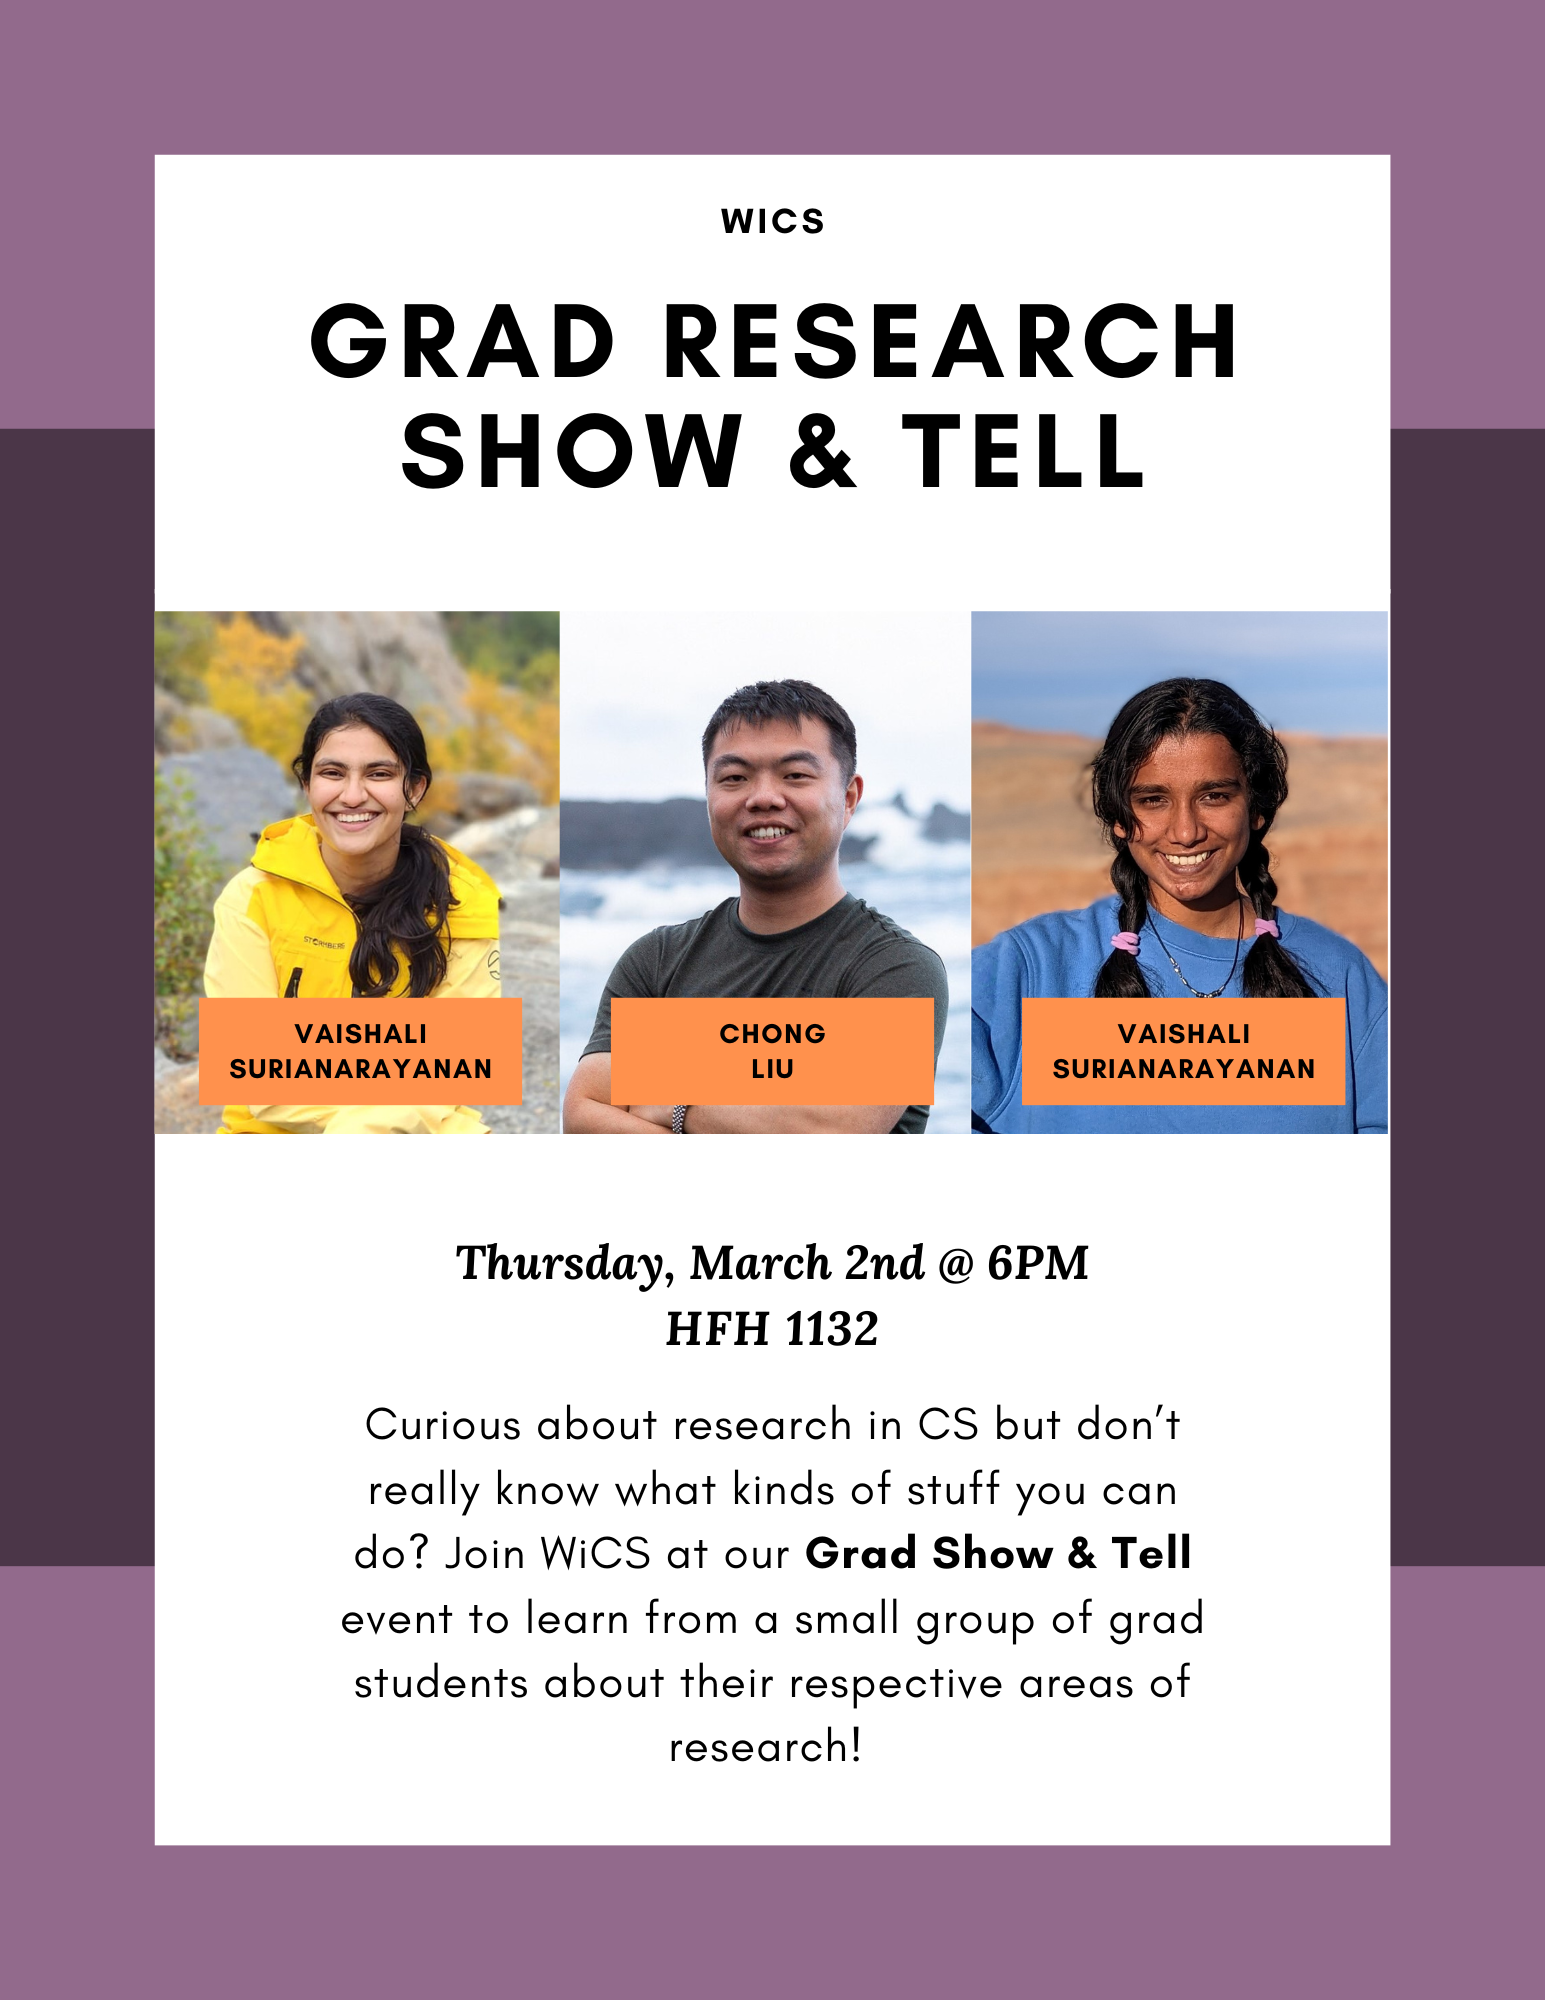 WICS
GRAD RESEARCH
SHOW & TELL
STORMBERG
VAISHALI
SURIANARAYANAN
CHONG
LIU
VAISHALI
SURIANARAYANAN
Thursday, March 2nd @ 6PM
HFH 1132
Curious about research in CS but don’t
really know what kinds of stuff you can
do? Join WiCS at our Grad Show & Tell
event to learn from a small group of grad
students about their respective areas of
research!